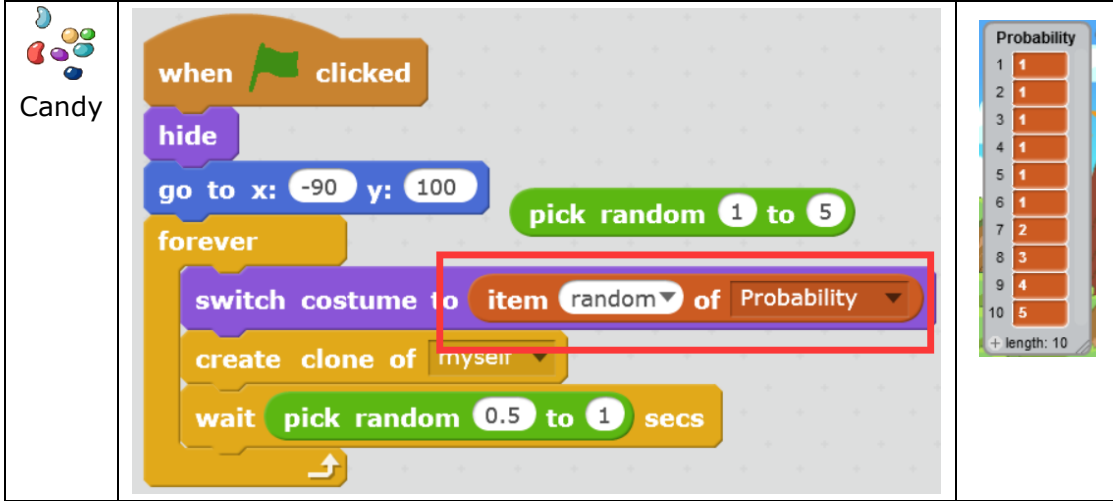 Candy
when clicked
hide
go to x: -90 y: 100
pick random 1 to 5
forever
switch costume to item random of Probability
create clone of myself
wait pick random 0.5 to 1 secs
Probability
1 1
2 1
3 1
4 1
5 1
6 1
7 2
8 3
9 4
10 5
+ length: 10